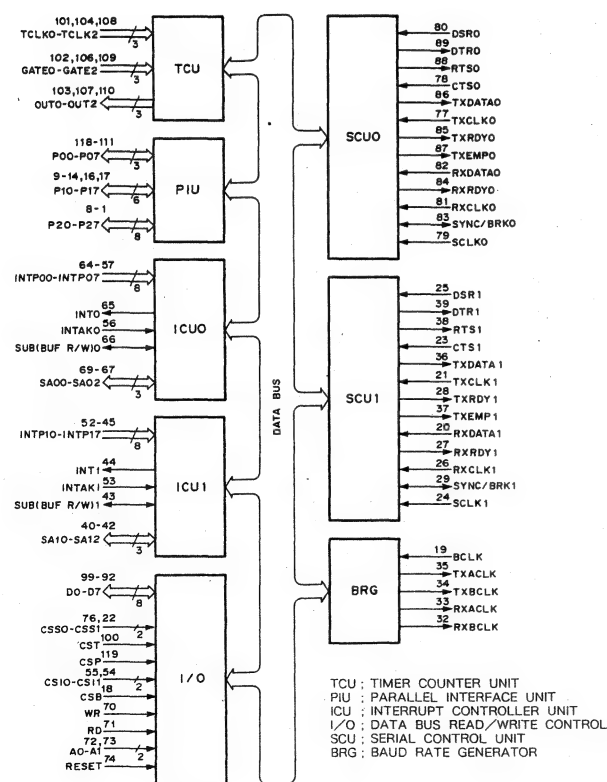 101,104,108
TCLK0-TCLK2
3
102,106,109
GATE0-GATE2
3
103,107,110
OUT0-OUT2
3
TCU
118-111
P00-P07
3
9-14,16,17
P10-P17
6
8-1
P20-P27
8
PIU
64-57
INTP00-INTP07
8
65
INT0
56
INTAK0
66
SUB(BUF R/W)0
69-67
SA00-SA02
3
ICU0
52-45
INTP10-INTP17
8
44
INT1
53
INTAK1
43
SUB(BUF R/W)1
40-42
SA10-SA12
3
ICU1
99-92
D0-D7
8
76,22
CSS0-CSS1
2
100
CST
119
CSP
55,54
CSI0-CSI1
2
18
CSB
70
WR
71
RD
72,73
A0-A1
2
74
RESET
I/O
DATA BUS
SCU0
80
DSR0
89
DTR0
88
RTS0
78
CTS0
86
TXDATA0
77
TXCLK0
85
TXRDY0
87
TXEMP0
82
RXDATA0
84
RXRDY0
81
RXCLK0
83
SYNC/BRK0
79
SCLK0
SCU1
25
DSR1
39
DTR1
38
RTS1
23
CTS1
36
TXDATA1
21
TXCLK1
28
TXRDY1
37
TXEMP1
20
RXDATA1
27
RXRDY1
26
RXCLK1
29
SYNC/BRK1
24
SCLK1
BRG
19
BCLK
35
TXACLK
34
TXBCLK
33
RXACLK
32
RXBCLK
TCU ; TIMER COUNTER UNIT
PIU ; PARALLEL INTERFACE UNIT
ICU ; INTERRUPT CONTROLLER UNIT
I/O ; DATA BUS READ/WRITE CONTROL
SCU ; SERIAL CONTROL UNIT
BRG ; BAUD RATE GENERATOR